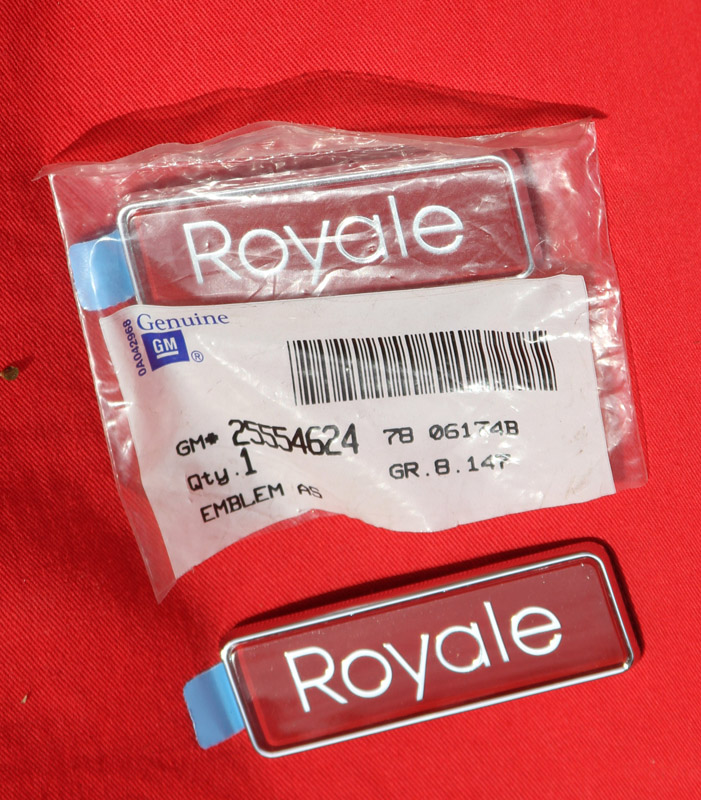 Royale
Genuine
GM ®
0A042968
GM# 25554624 78 06174B
Qty.1 GR.8.147
EMBLEM AS
Royale